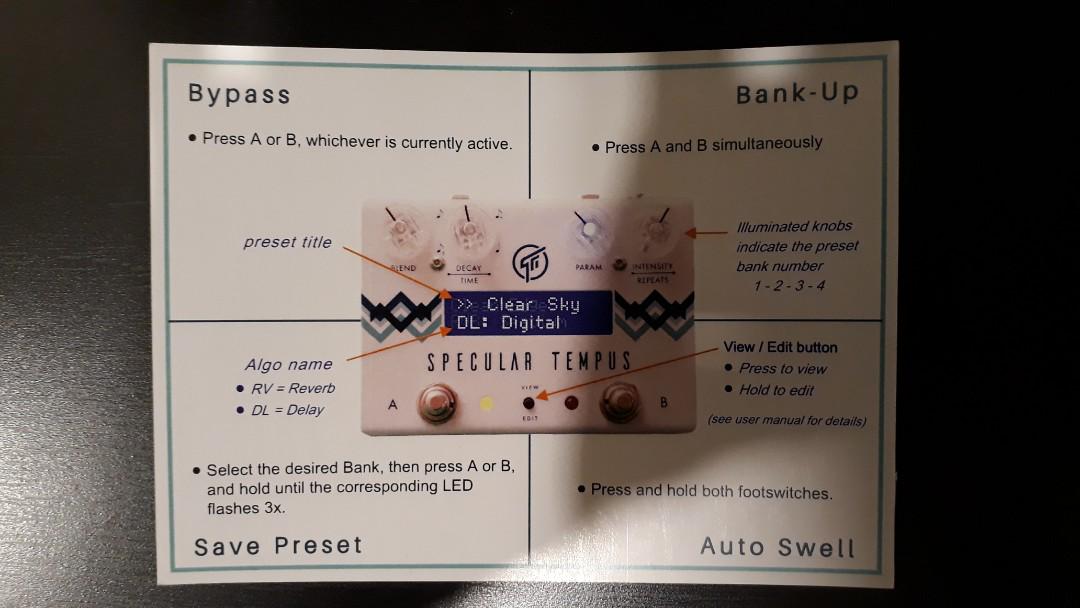 Bypass
• Press A or B, whichever is currently active.
Bank-Up
• Press A and B simultaneously
preset title
Illuminated knobs
indicate the preset
bank number
1 - 2 - 3 - 4
BLEND
DECAY
TIME
PARAM
INTENSITY
REPEATS
>> Clear Sky
DL: Digital
SPECULAR TEMPUS
A
VIEW
EDIT
B
Algo name
• RV = Reverb
• DL = Delay
View / Edit button
• Press to view
• Hold to edit
(see user manual for details)
• Select the desired Bank, then press A or B,
and hold until the corresponding LED
flashes 3x.
Save Preset
• Press and hold both footswitches.
Auto Swell